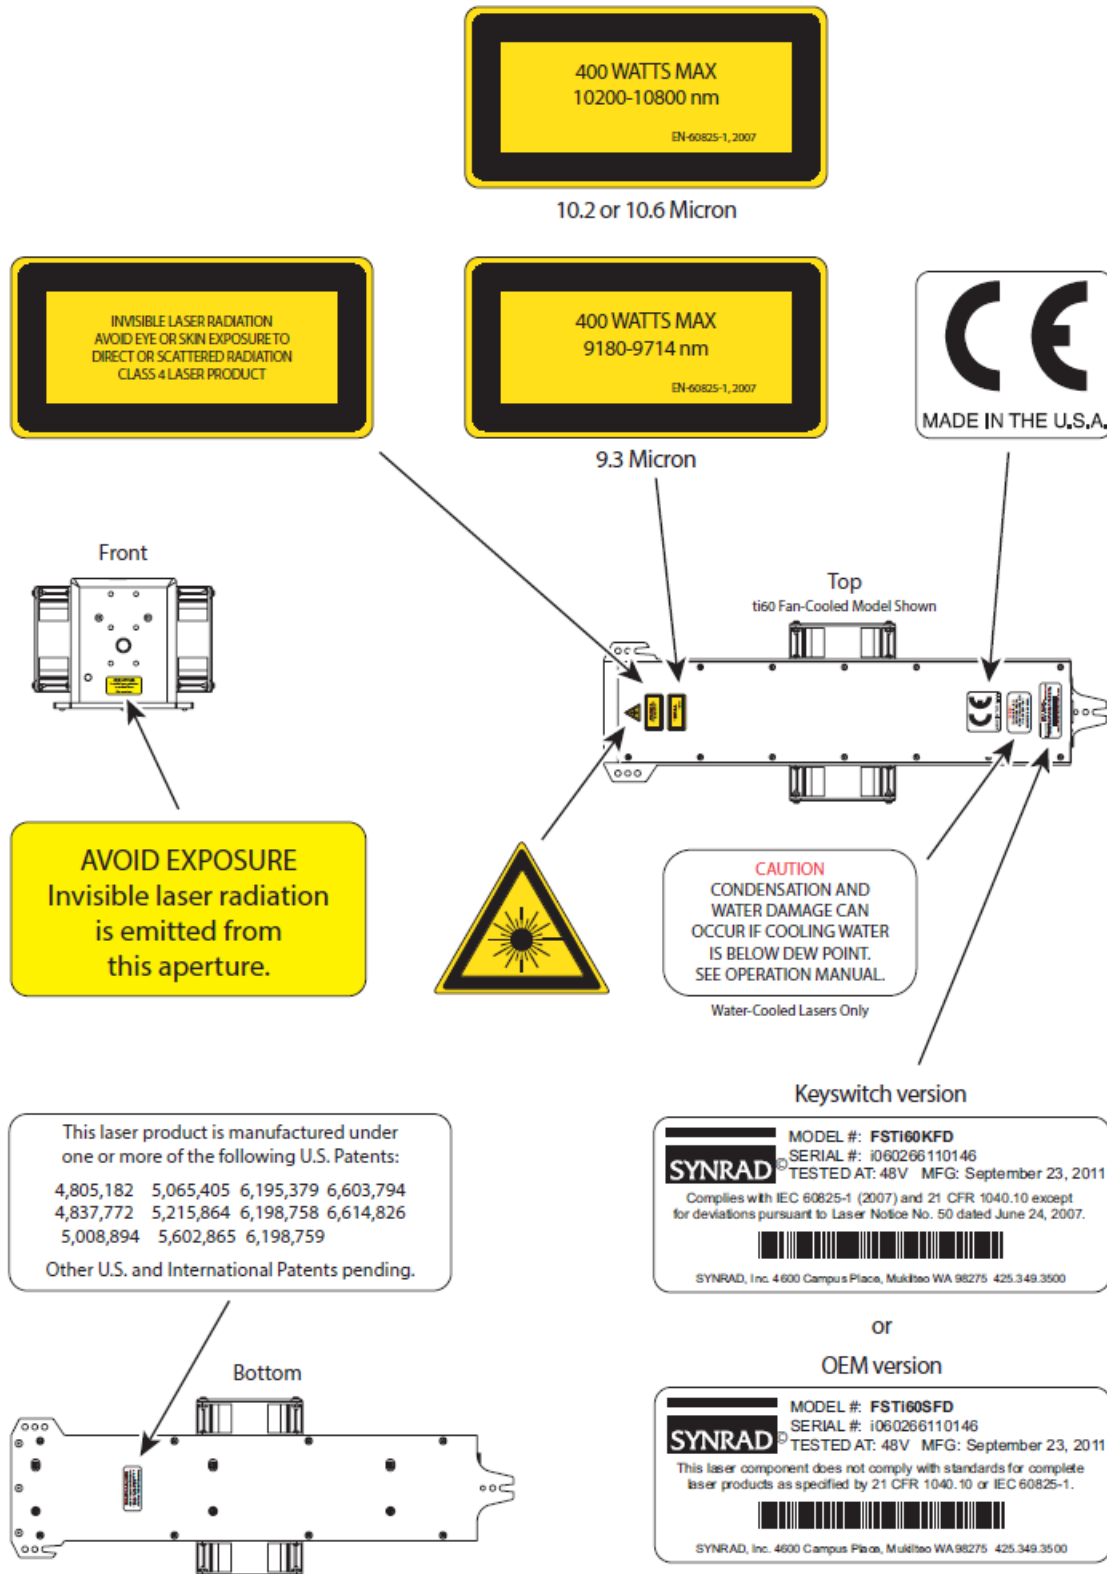 400 WATTS MAX
10200-10800 nm
EN-60825-1, 2007
10.2 or 10.6 Micron
INVISIBLE LASER RADIATION
AVOID EYE OR SKIN EXPOSURE TO
DIRECT OR SCATTERED RADIATION
CLASS 4 LASER PRODUCT
400 WATTS MAX
9180-9714 nm
EN-60825-1, 2007
9.3 Micron
CE
MADE IN THE U.S.A.
Front
Top
ti60 Fan-Cooled Model Shown
CE
AVOID EXPOSURE
Invisible laser radiation
is emitted from
this aperture.
CAUTION
CONDENSATION AND
WATER DAMAGE CAN
OCCUR IF COOLING WATER
IS BELOW DEW POINT.
SEE OPERATION MANUAL.
Water-Cooled Lasers Only
This laser product is manufactured under
one or more of the following U.S. Patents:
4,805,182 5,065,405 6,195,379 6,603,794
4,837,772 5,215,864 6,198,758 6,614,826
5,008,894 5,602,865 6,198,759
Other U.S. and International Patents pending.
Bottom
Keyswitch version
SYNRAD©
MODEL #: FSTi60KFD
SERIAL #: i060266110146
TESTED AT: 48V MFG: September 23, 2011
Complies with IEC 60825-1 (2007) and 21 CFR 1040.10 except
for deviations pursuant to Laser Notice No. 50 dated June 24, 2007.
SYNRAD, Inc. 4600 Campus Place, Mukilteo WA 98275 425.349.3500
or
OEM version
SYNRAD©
MODEL #: FSTi60SFD
SERIAL #: i060266110146
TESTED AT: 48V MFG: September 23, 2011
This laser component does not comply with standards for complete
laser products as specified by 21 CFR 1040.10 or IEC 60825-1.
SYNRAD, Inc. 4600 Campus Place, Mukilteo WA 98275 425.349.3500